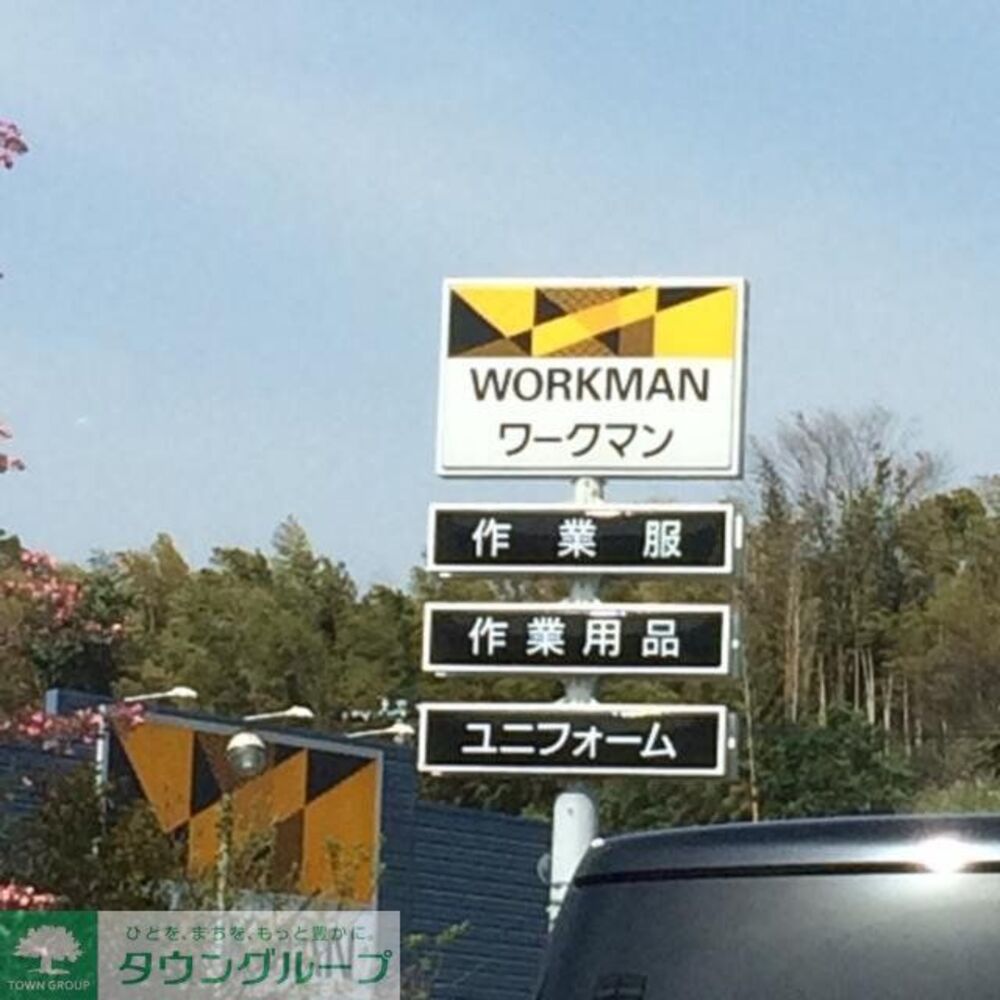 WORKMAN
ワークマン
作業服
作業用品
ユニフォーム
ひとを、まちを、もっと豊かに。
タウングループ
TOWN GROUP